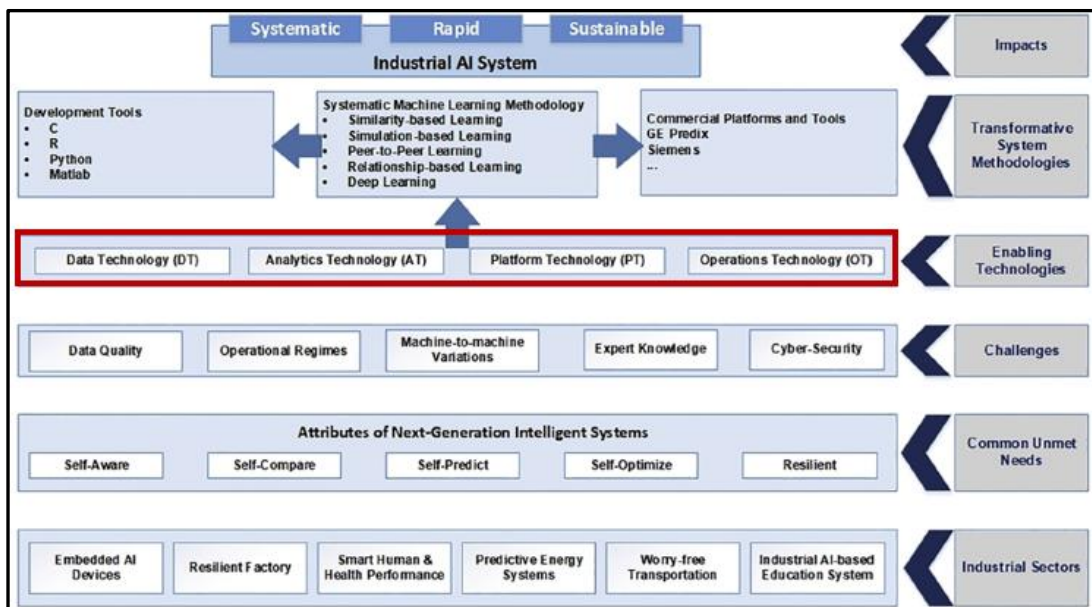 Systematic
Rapid
Sustainable
Industrial AI System
Impacts
Development Tools
• C
• R
• Python
• Matlab
Systematic Machine Learning Methodology
• Similarity-based Learning
• Simulation-based Learning
• Peer-to-Peer Learning
• Relationship-based Learning
• Deep Learning
Commercial Platforms and Tools
GE Predix
Siemens
...
Transformative
System
Methodologies
Data Technology (DT)
Analytics Technology (AT)
Platform Technology (PT)
Operations Technology (OT)
Enabling
Technologies
Data Quality
Operational Regimes
Machine-to-machine
Variations
Expert Knowledge
Cyber-Security
Challenges
Attributes of Next-Generation Intelligent Systems
Self-Aware
Self-Compare
Self-Predict
Self-Optimize
Resilient
Common Unmet
Needs
Embedded AI
Devices
Resilient Factory
Smart Human &
Health Performance
Predictive Energy
Systems
Worry-free
Transportation
Industrial AI-based
Education System
Industrial Sectors